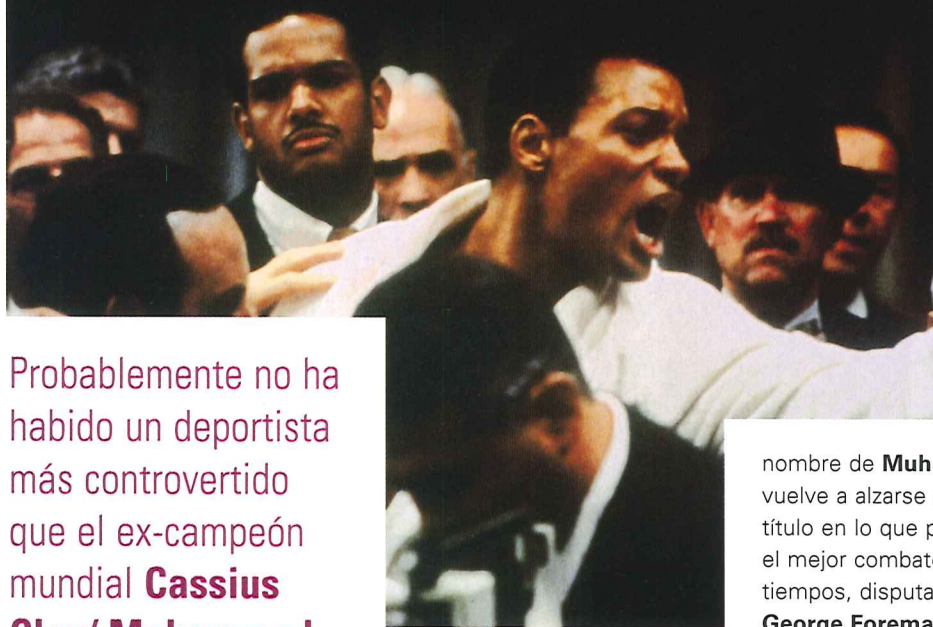 Probablemente no ha
habido un deportista
más controvertido
que el ex-campeón
mundial Cassius
nombre de Muh
vuelve a alzarse
título en lo que p
el mejor combat
tiempos, disputa
George Forema